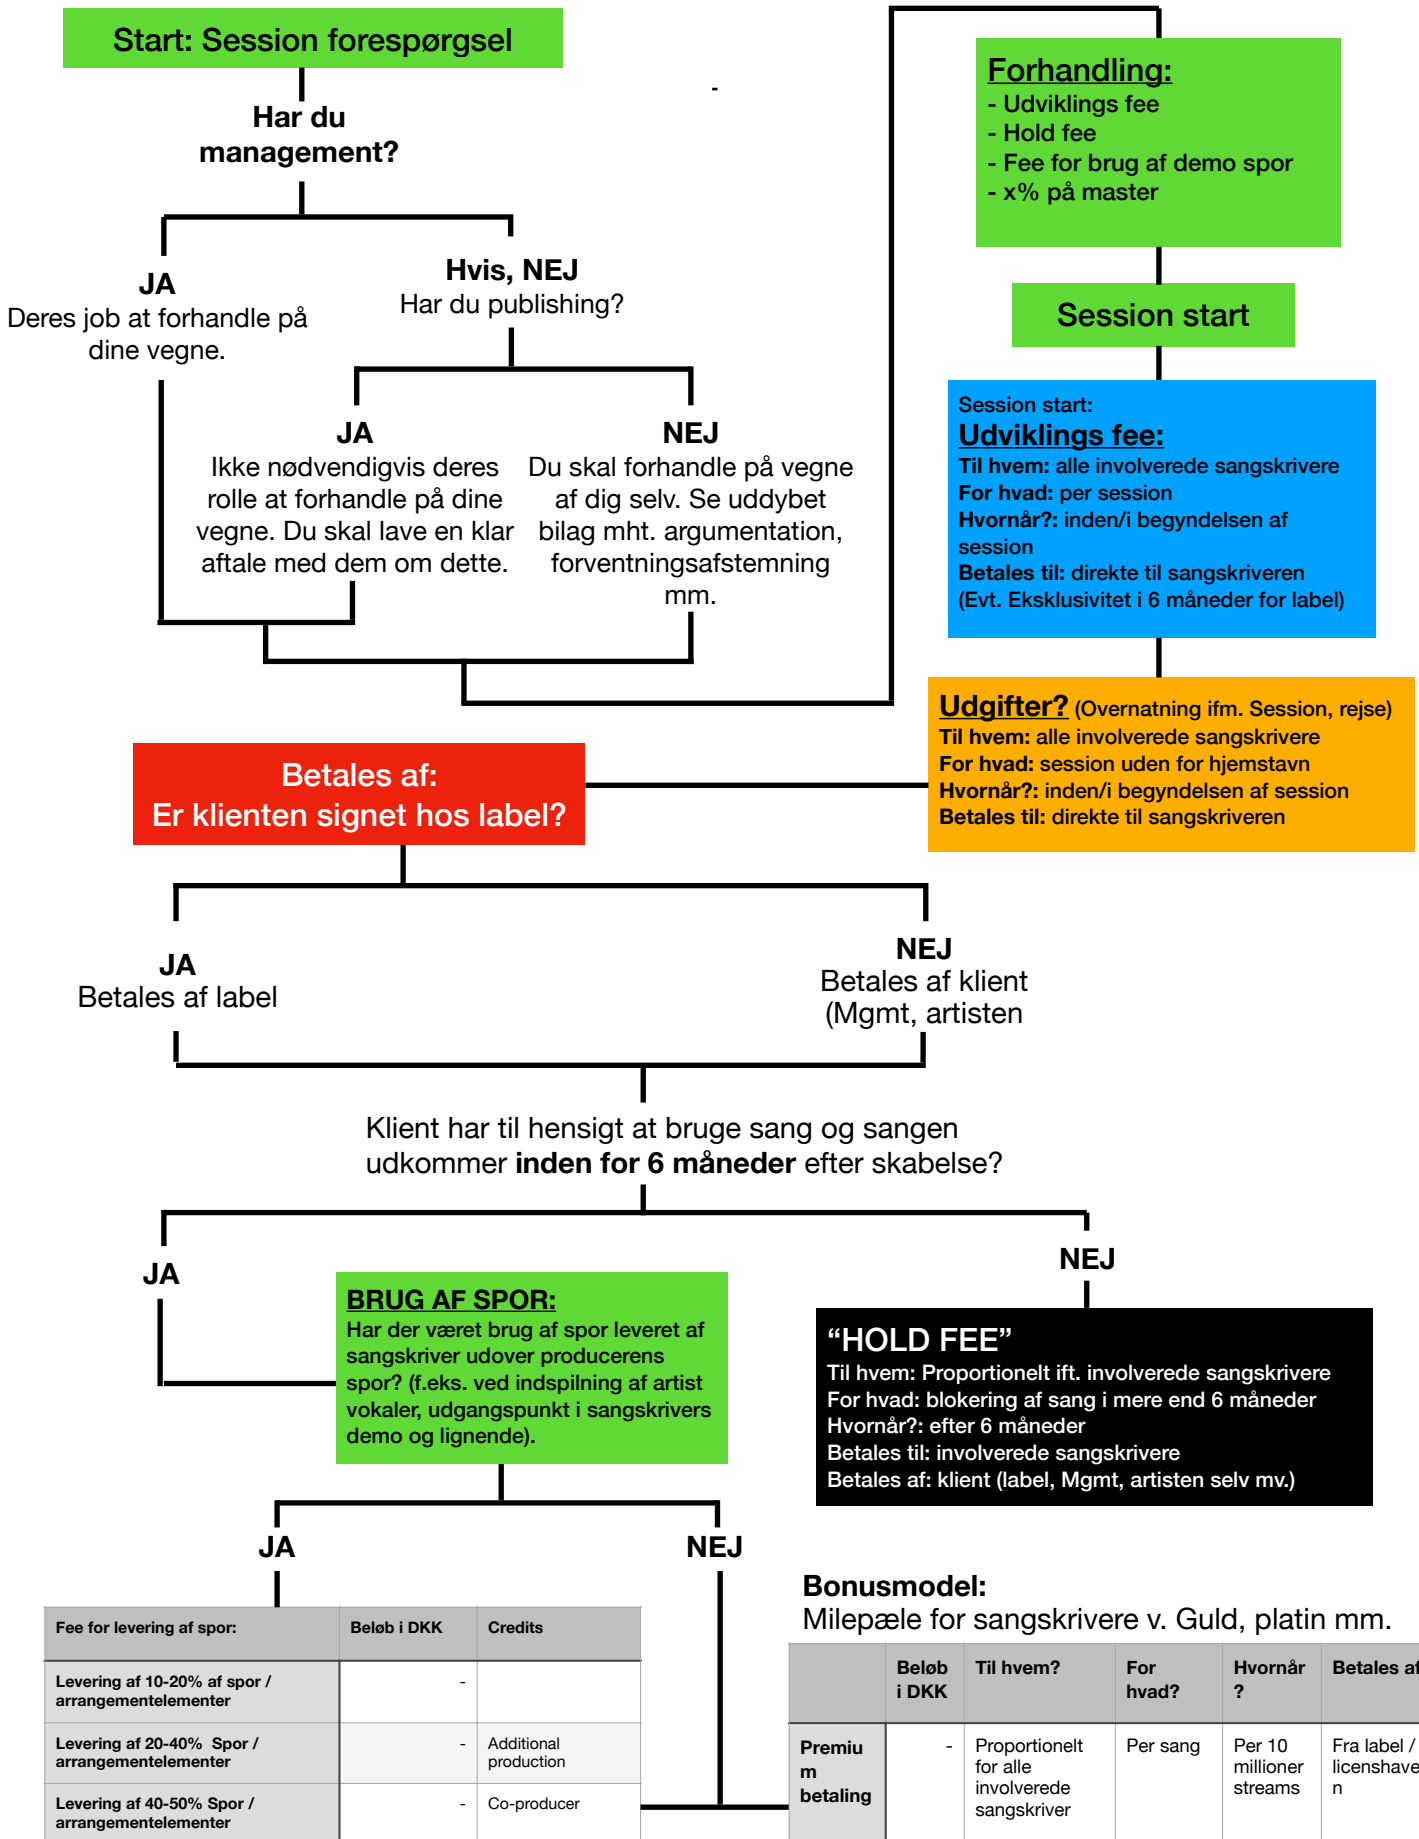 Start: Session forespørgsel
-
Har du
management?
JA
Deres job at forhandle på
dine vegne.
Hvis, NEJ
Har du publishing?
JA
Ikke nødvendigvis deres
rolle at forhandle på dine
vegne. Du skal lave en klar
aftale med dem om dette.
NEJ
Du skal forhandle på vegne
af dig selv. Se uddybet
bilag mht. argumentation,
forventningsafstemning
mm.
Forhandling:
- Udviklings fee
- Hold fee
- Fee for brug af demo spor
- x% på master
Session start
Session start:
Udviklings fee:
Til hvem: alle involverede sangskrivere
For hvad: per session
Hvornår?: inden/i begyndelsen af
session
Betales til: direkte til sangskriveren
(Evt. Eksklusivitet i 6 måneder for label)
Udgifter? (Overnatning ifm. Session, rejse)
Til hvem: alle involverede sangskrivere
For hvad: session uden for hjemstavn
Hvornår?: inden/i begyndelsen af session
Betales til: direkte til sangskriveren
Betales af:
Er klienten signet hos label?
JA
Betales af label
NEJ
Betales af klient
(Mgmt, artisten
Klient har til hensigt at bruge sang og sangen
udkommer inden for 6 måneder efter skabelse?
JA
NEJ
BRUG AF SPOR:
Har der været brug af spor leveret af
sangskriver udover producerens
spor? (f.eks. ved indspilning af artist
vokaler, udgangspunkt i sangskrivers
demo og lignende).
“HOLD FEE”
Til hvem: Proportionelt ift. involverede sangskrivere
For hvad: blokering af sang i mere end 6 måneder
Hvornår?: efter 6 måneder
Betales til: involverede sangskrivere
Betales af: klient (label, Mgmt, artisten selv mv.)
JA
NEJ
Fee for levering af spor: Beløb i DKK Credits
Levering af 10-20% af spor /
arrangementelementer
-
Levering af 20-40% Spor /
arrangementelementer
-
Additional
production
Levering af 40-50% Spor /
arrangementelementer
-
Co-producer
Bonusmodel:
Milepæle for sangskrivere v. Guld, platin mm.
Beløb
i DKK
Til hvem?
For
hvad?
Hvornår
?
Betales af
Premiu
m
betaling
-
Proportionelt
for alle
involverede
sangskriver
Per sang
Per 10
millioner
streams
Fra label /
licenshave
n